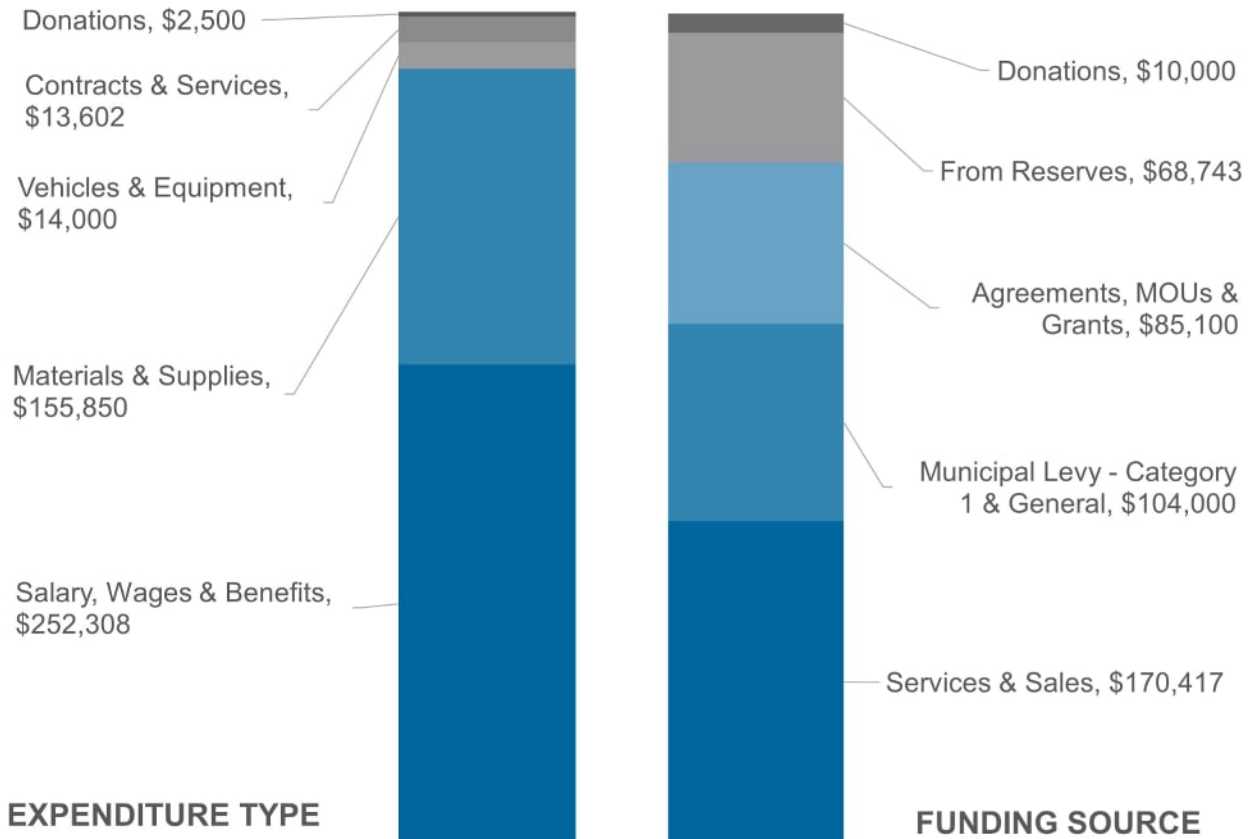 Donations, $2,500
Contracts & Services,
$13,602
Vehicles & Equipment,
$14,000
Materials & Supplies,
$155,850
Salary, Wages & Benefits,
$252,308
EXPENDITURE TYPE
Donations, $10,000
From Reserves, $68,743
Agreements, MOUs &
Grants, $85,100
Municipal Levy - Category
1 & General, $104,000
Services & Sales, $170,417
FUNDING SOURCE